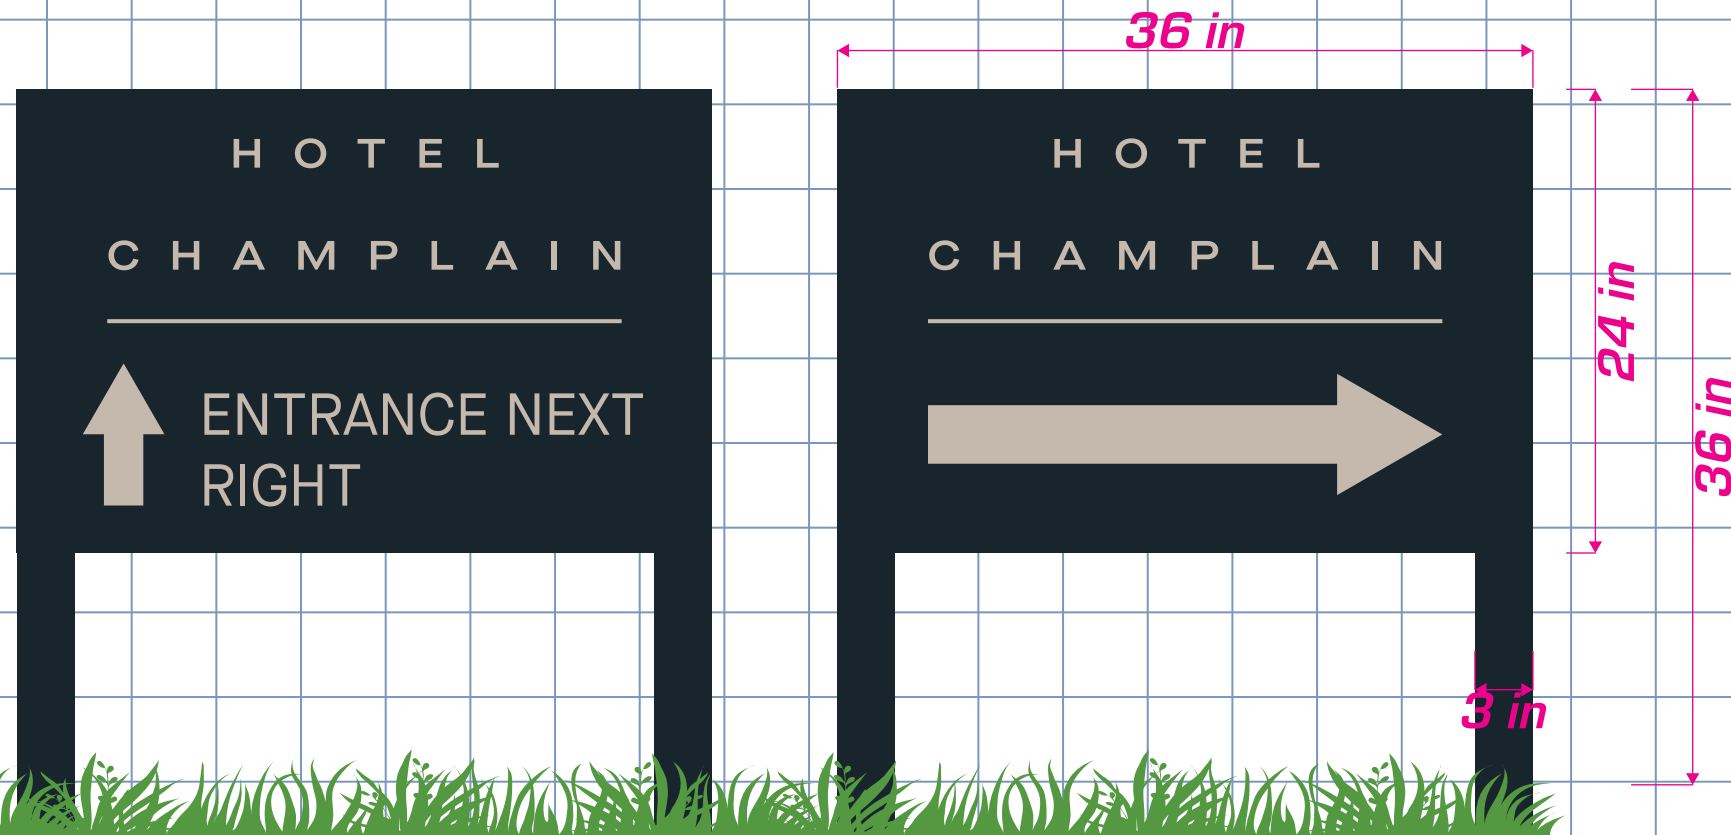 36 in
HOTEL
CHAMPLAIN
ENTRANCE NEXT
RIGHT
HOTEL
CHAMPLAIN
24 in
36 in
3 in